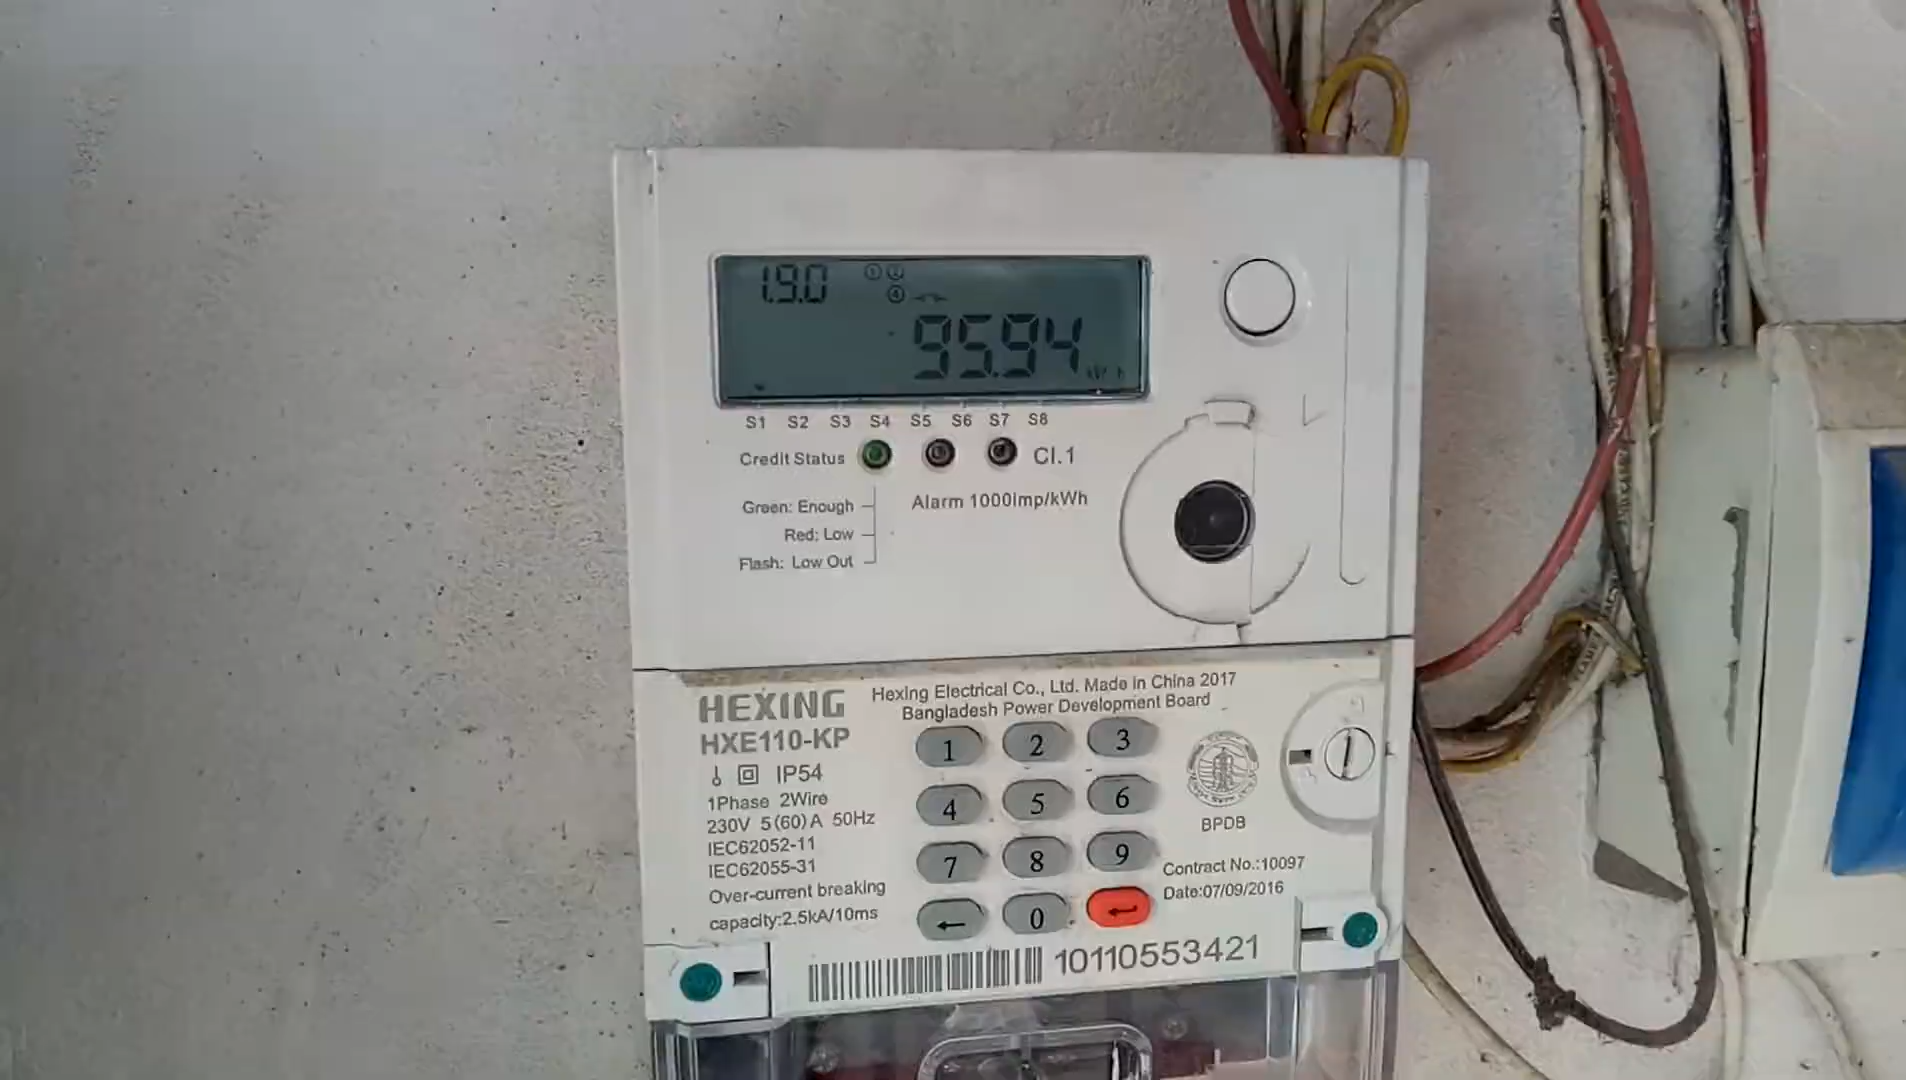 1.9.0 ① ② ④
95.94 kWh
S1 S2 S3 S4 S5 S6 S7 S8
Credit Status Cl.1
Green: Enough
Red: Low
Flash: Low Out
Alarm 1000imp/kWh
HEXING
HXE110-KP
IP54
1Phase 2Wire
230V 5(60)A 50Hz
IEC62052-11
IEC62055-31
Over-current breaking
capacity:2.5kA/10ms
Hexing Electrical Co., Ltd. Made in China 2017
Bangladesh Power Development Board
1 2 3
4 5 6
7 8 9
← 0 ↵
BPDB
Contract No.:10097
Date:07/09/2016
10110553421